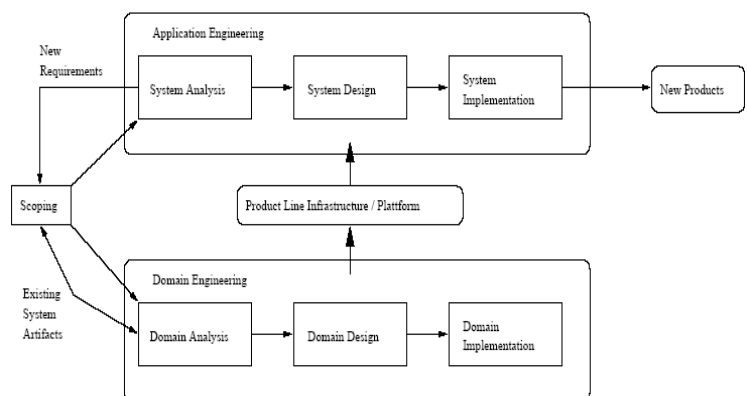 Application Engineering
New
Requirements
System Analysis
System Design
System
Implementation
New Products
Scoping
Product Line Infrastructure / Plattform
Existing
System
Artifacts
Domain Engineering
Domain Analysis
Domain Design
Domain
Implementation